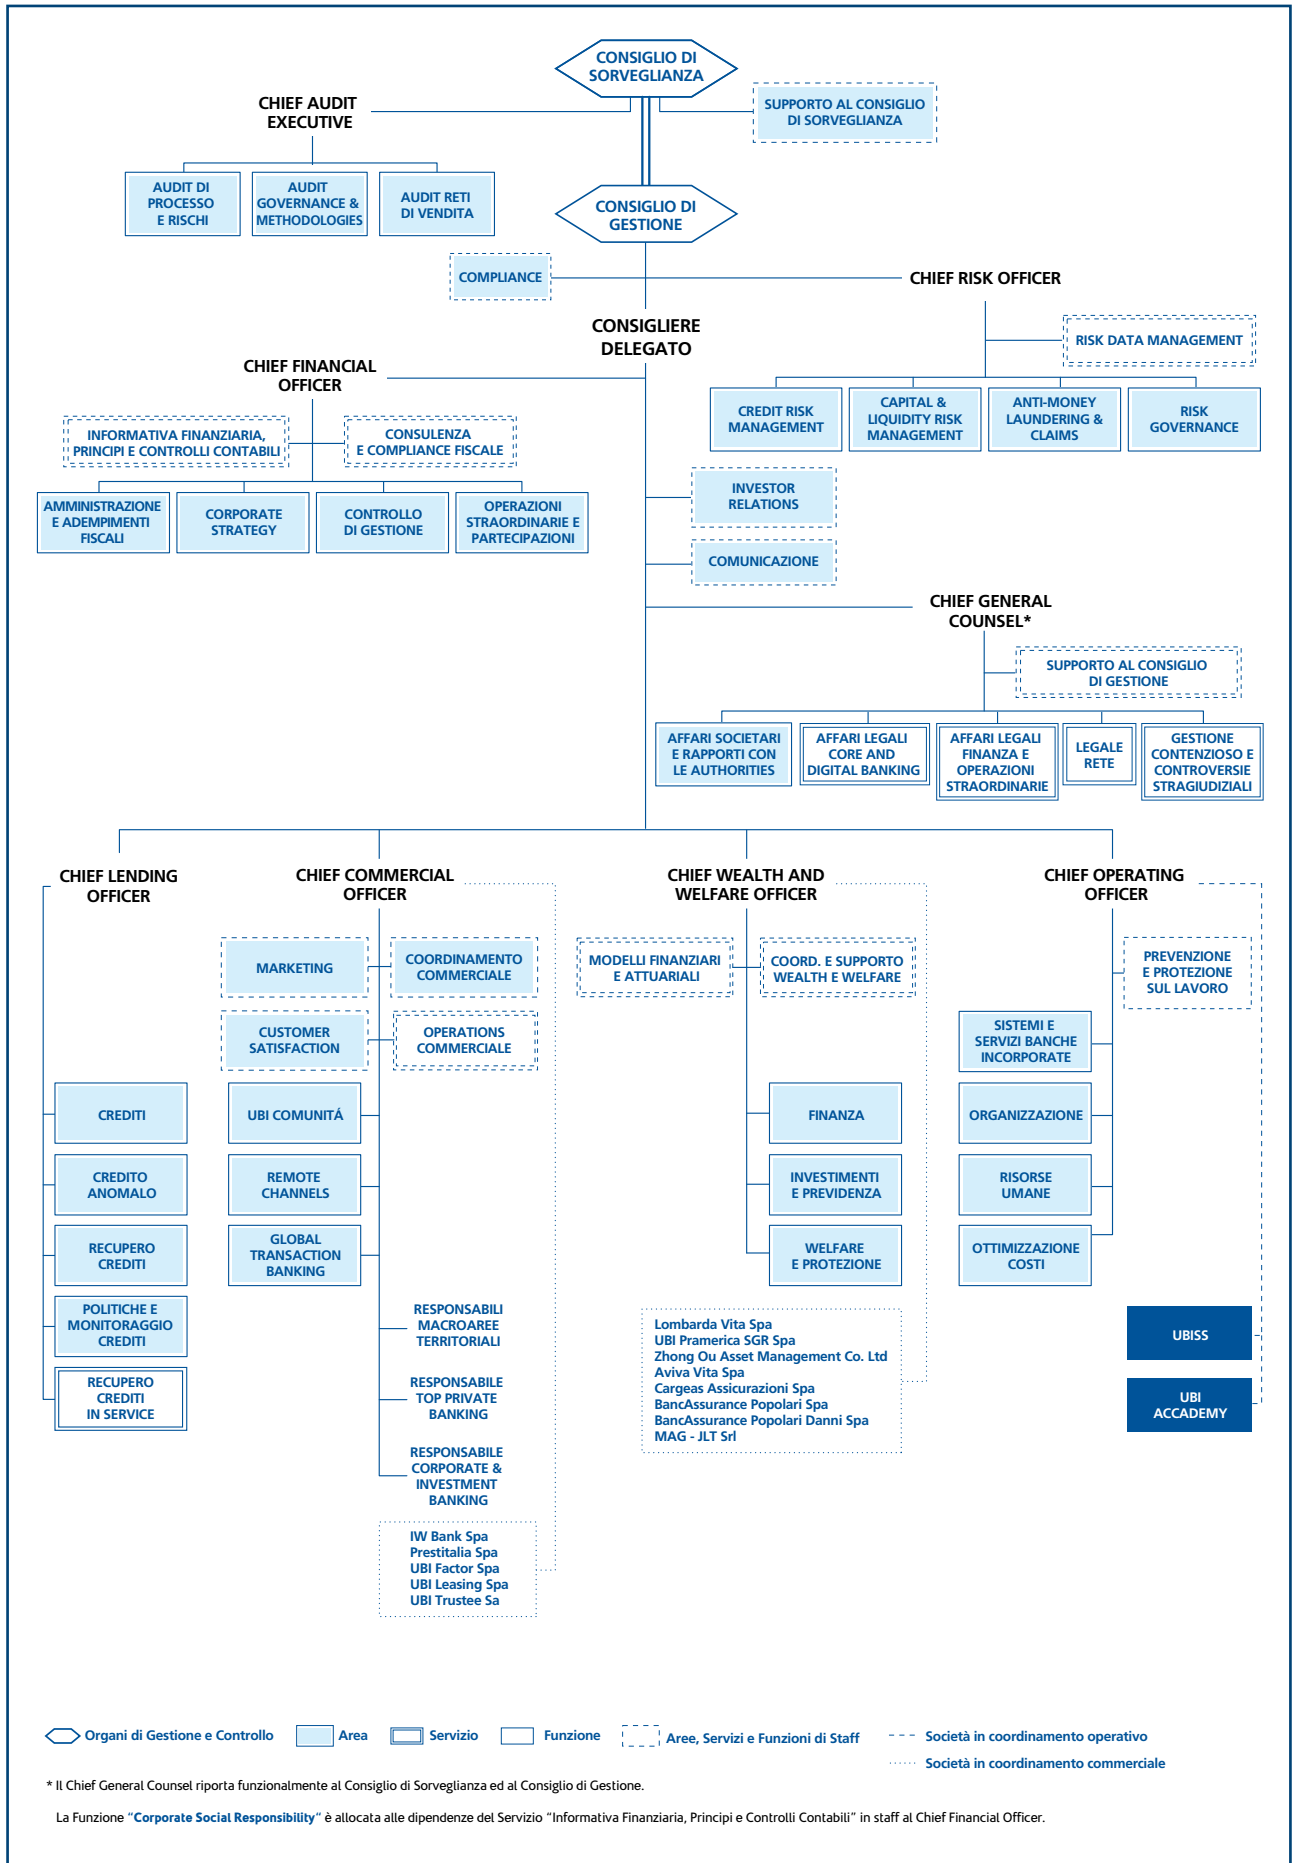 CONSIGLIO DI
SORVEGLIANZA
CHIEF AUDIT
EXECUTIVE
SUPPORTO AL CONSIGLIO
DI SORVEGLIANZA
AUDIT DI
PROCESSO
E RISCHI
AUDIT
GOVERNANCE &
METHODOLOGIES
AUDIT RETI
DI VENDITA
CONSIGLIO DI
GESTIONE
COMPLIANCE
CHIEF RISK OFFICER
CONSIGLIERE
DELEGATO
RISK DATA MANAGEMENT
CHIEF FINANCIAL
OFFICER
CREDIT RISK
MANAGEMENT
CAPITAL &
LIQUIDITY RISK
MANAGEMENT
ANTI-MONEY
LAUNDERING &
CLAIMS
RISK
GOVERNANCE
INFORMATIVA FINANZIARIA,
PRINCIPI E CONTROLLI CONTABILI
CONSULENZA
E COMPLIANCE FISCALE
AMMINISTRAZIONE
E ADEMPIMENTI
FISCALI
CORPORATE
STRATEGY
CONTROLLO
DI GESTIONE
OPERAZIONI
STRAORDINARIE E
PARTECIPAZIONI
INVESTOR
RELATIONS
COMUNICAZIONE
CHIEF GENERAL
COUNSEL*
SUPPORTO AL CONSIGLIO
DI GESTIONE
AFFARI SOCIETARI
E RAPPORTI CON
LE AUTHORITIES
AFFARI LEGALI
CORE AND
DIGITAL BANKING
AFFARI LEGALI
FINANZA E
OPERAZIONI
STRAORDINARIE
LEGALE
RETE
GESTIONE
CONTENZIOSO E
CONTROVERSIE
STRAGIUDIZIALI
CHIEF LENDING
OFFICER
CREDITI
CREDITO
ANOMALO
RECUPERO
CREDITI
POLITICHE E
MONITORAGGIO
CREDITI
RECUPERO
CREDITI
IN SERVICE
CHIEF COMMERCIAL
OFFICER
MARKETING
COORDINAMENTO
COMMERCIALE
CUSTOMER
SATISFACTION
OPERATIONS
COMMERCIALE
UBI COMUNITÁ
REMOTE
CHANNELS
GLOBAL
TRANSACTION
BANKING
RESPONSABILI
MACROAREE
TERRITORIALI
RESPONSABILE
TOP PRIVATE
BANKING
RESPONSABILE
CORPORATE &
INVESTMENT
BANKING
IW Bank Spa
Prestitalia Spa
UBI Factor Spa
UBI Leasing Spa
UBI Trustee Sa
CHIEF WEALTH AND
WELFARE OFFICER
MODELLI FINANZIARI
E ATTUARIALI
COORD. E SUPPORTO
WEALTH E WELFARE
FINANZA
INVESTIMENTI
E PREVIDENZA
WELFARE
E PROTEZIONE
Lombarda Vita Spa
UBI Pramerica SGR Spa
Zhong Ou Asset Management Co. Ltd
Aviva Vita Spa
Cargeas Assicurazioni Spa
BancAssurance Popolari Spa
BancAssurance Popolari Danni Spa
MAG - JLT Srl
CHIEF OPERATING
OFFICER
PREVENZIONE
E PROTEZIONE
SUL LAVORO
SISTEMI E
SERVIZI BANCHE
INCORPORATE
ORGANIZZAZIONE
RISORSE
UMANE
OTTIMIZZAZIONE
COSTI
UBISS
UBI
ACCADEMY
Organi di Gestione e Controllo
Area
Servizio
Funzione
Aree, Servizi e Funzioni di Staff
Società in coordinamento operativo
Società in coordinamento commerciale
* Il Chief General Counsel riporta funzionalmente al Consiglio di Sorveglianza ed al Consiglio di Gestione.
La Funzione "Corporate Social Responsibility" è allocata alle dipendenze del Servizio "Informativa Finanziaria, Principi e Controlli Contabili" in staff al Chief Financial Officer.